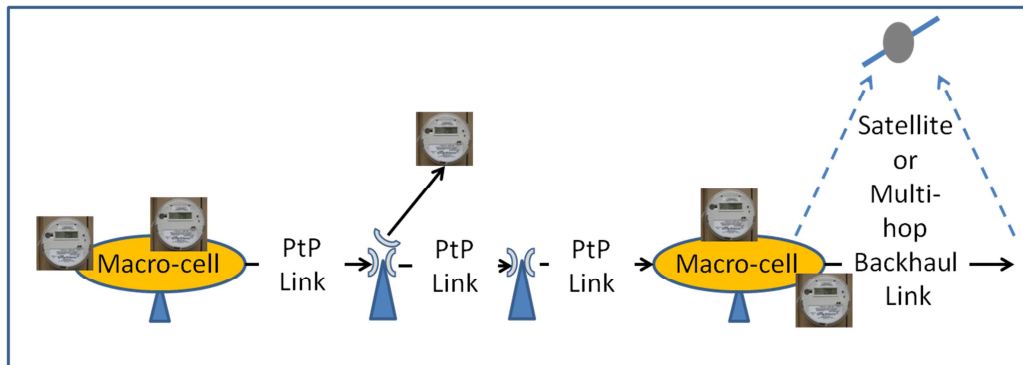 Macro-cell
PtP
Link
PtP
Link
PtP
Link
Macro-cell
Satellite
or
Multi-
hop
Backhaul
Link